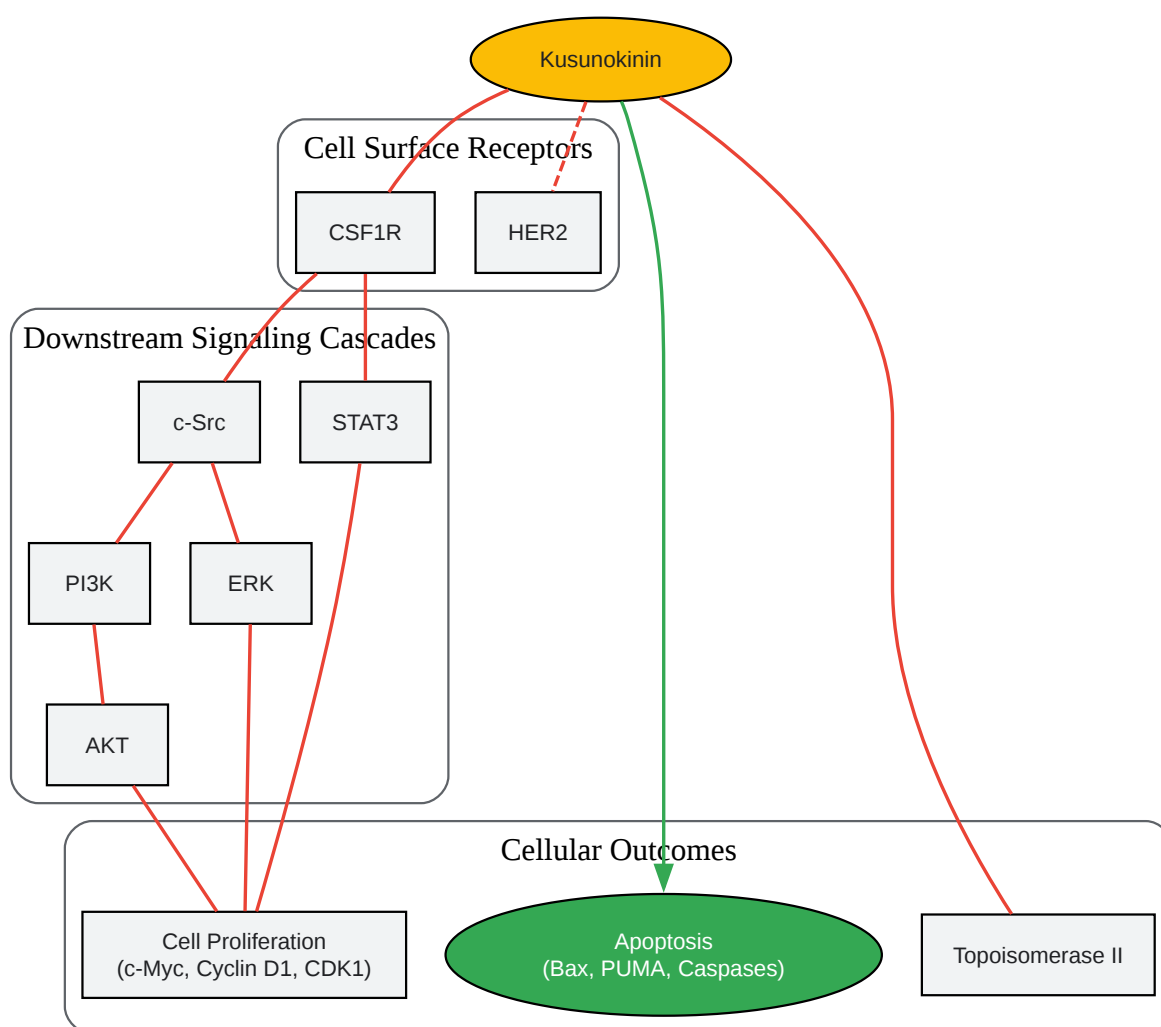 Kusunokinin
Cell Surface Receptors
CSF1R
HER2
Downstream Signaling Cascades
c-Src
STAT3
PI3K
ERK
AKT
Cellular Outcomes
Cell Proliferation
(c-Myc, Cyclin D1, CDK1)
Apoptosis
(Bax, PUMA, Caspases)
Topoisomerase II